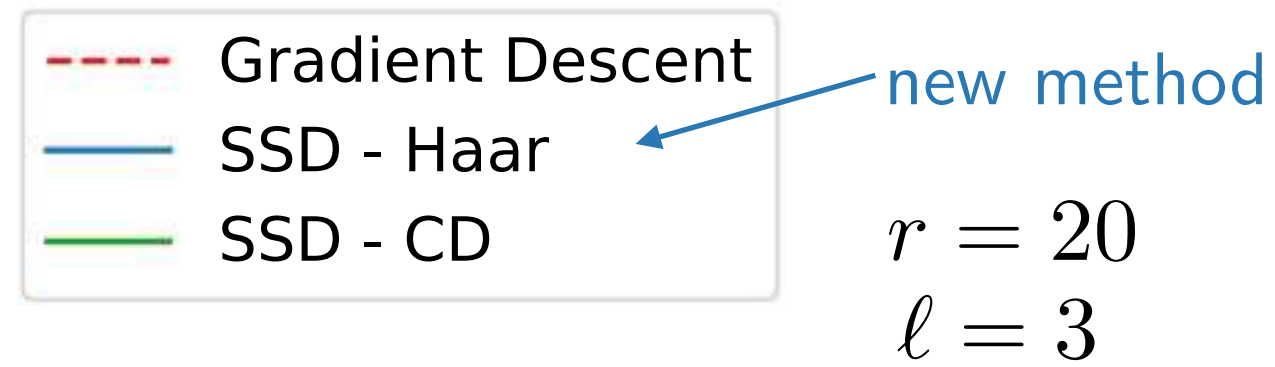 Gradient Descent
new method
SSD - Haar
SSD - CD
r = 20
ℓ = 3